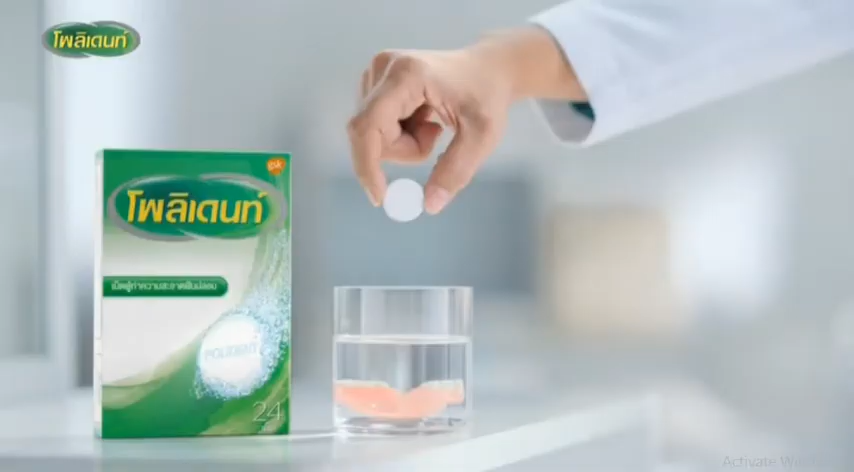 โพลิเดนท์
gsk
โพลิเดนท์
เม็ดฟู่ทำความสะอาดฟันปลอม
POLIDENT
24
Activate